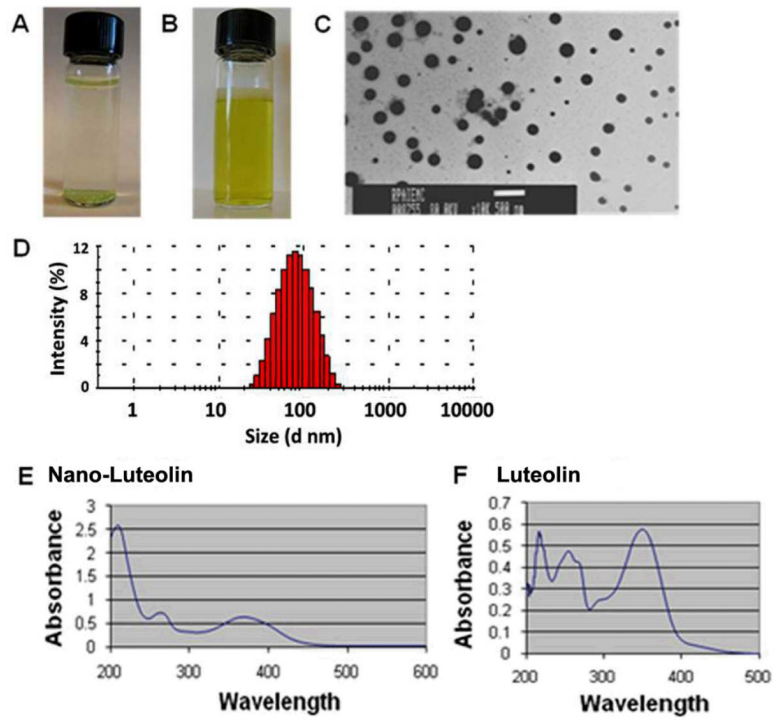 A
B
C
500 nm
D
Intensity (%)
12
8
4
0
1 10 100 1000 10000
Size (d nm)
E Nano-Luteolin
Absorbance
3
2.5
2
1.5
1
0.5
0
200 300 400 500 600
Wavelength
F Luteolin
Absorbance
0.7
0.6
0.5
0.4
0.3
0.2
0.1
0
200 300 400 500
Wavelength